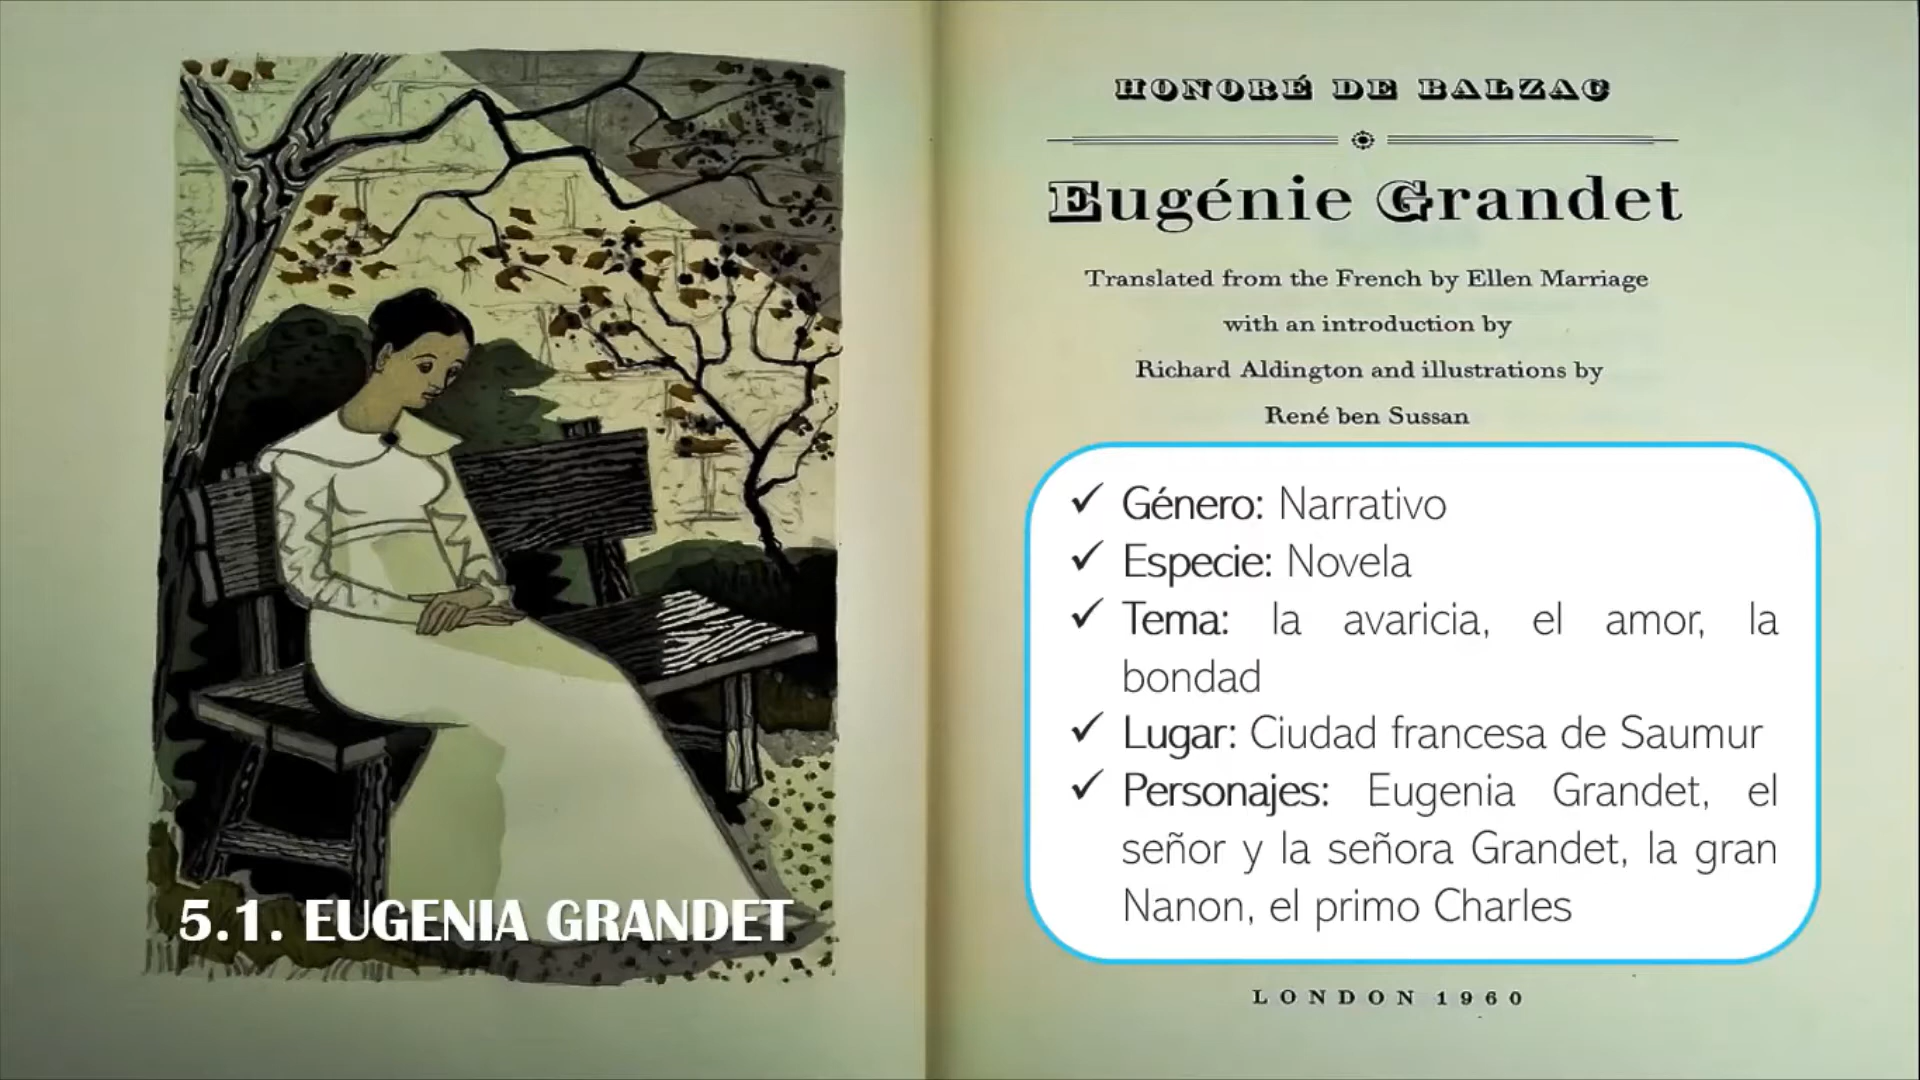 HONORÉ DE BALZAC
Eugénie Grandet
Translated from the French by Ellen Marriage
with an introduction by
Richard Aldington and illustrations by
René ben Sussan
✓ Género: Narrativo
✓ Especie: Novela
✓ Tema: la avaricia, el amor, la
bondad
✓ Lugar: Ciudad francesa de Saumur
✓ Personajes: Eugenia Grandet, el
señor y la señora Grandet, la gran
Nanon, el primo Charles
5.1. EUGENIA GRANDET
LONDON 1960